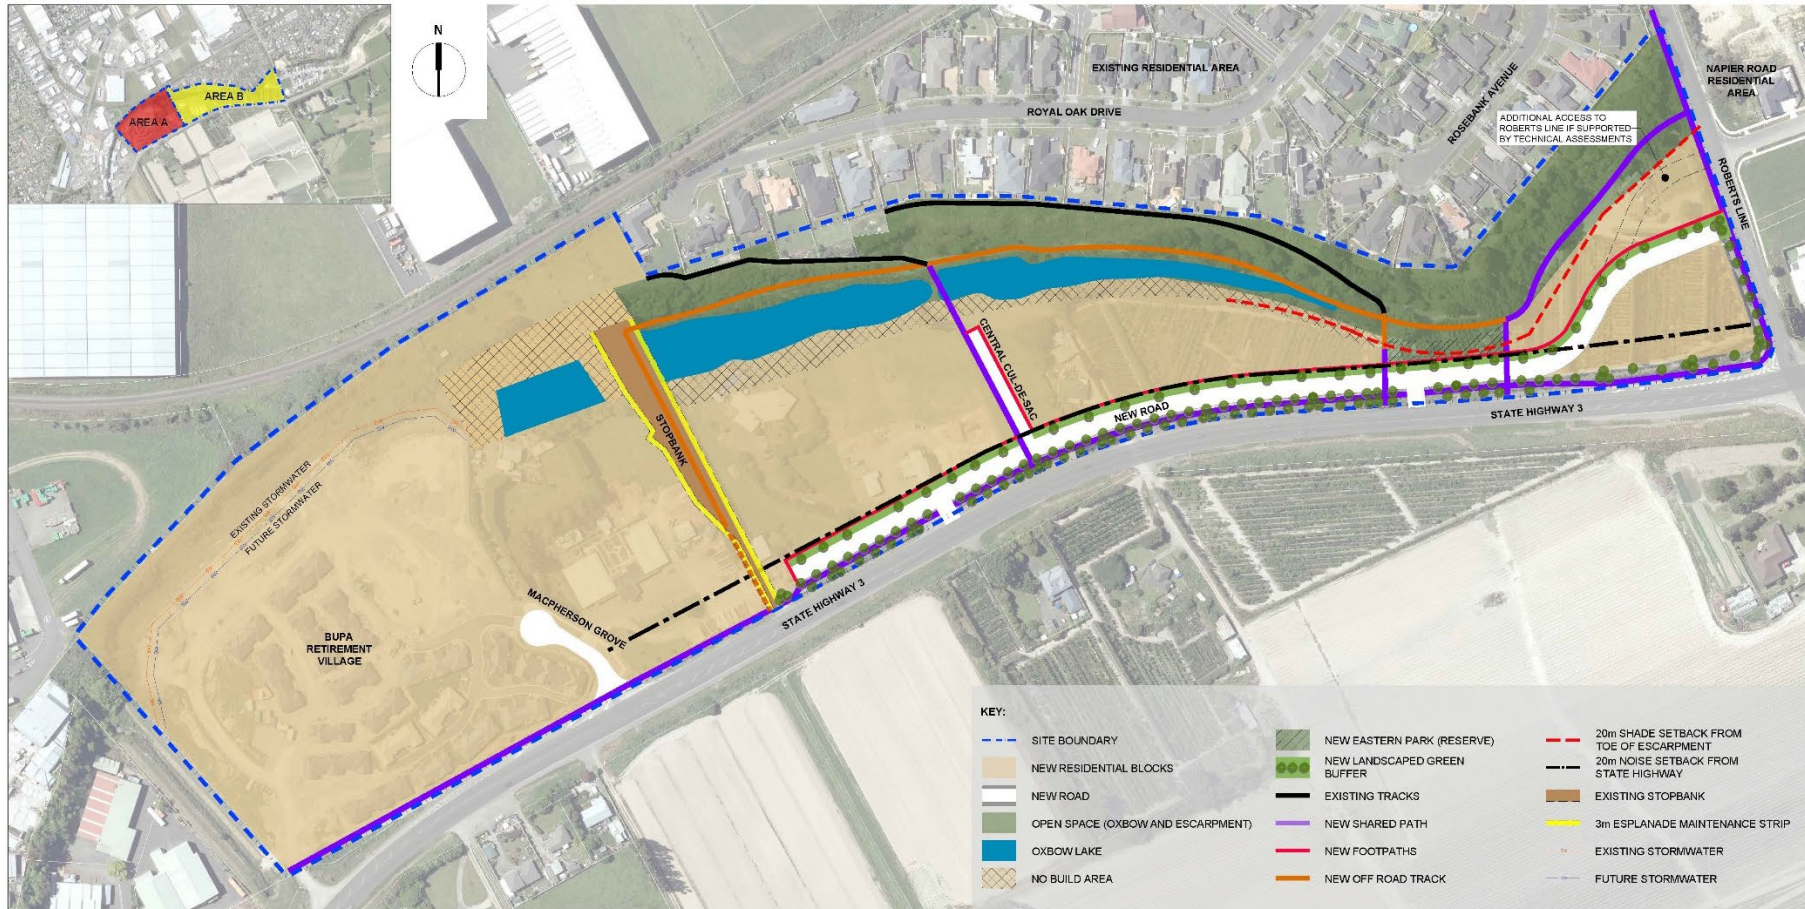 AREA A
AREA B
N
EXISTING RESIDENTIAL AREA
ROYAL OAK DRIVE
ROSEBANK AVENUE
NAPIER ROAD
RESIDENTIAL
AREA
ADDITIONAL ACCESS TO
ROBERTS LINE IF SUPPORTED
BY TECHNICAL ASSESSMENTS
ROBERTS LINE
CENTRAL CUL-DE-SAC
NEW ROAD
STATE HIGHWAY 3
STOPBANK
EXISTING STORMWATER
FUTURE STORMWATER
MACPHERSON GROVE
STATE HIGHWAY 3
BUPA
RETIREMENT
VILLAGE
KEY:
SITE BOUNDARY
NEW RESIDENTIAL BLOCKS
NEW ROAD
OPEN SPACE (OXBOW AND ESCARPMENT)
OXBOW LAKE
NO BUILD AREA
NEW EASTERN PARK (RESERVE)
NEW LANDSCAPED GREEN
BUFFER
EXISTING TRACKS
NEW SHARED PATH
NEW FOOTPATHS
NEW OFF ROAD TRACK
20m SHADE SETBACK FROM
TOE OF ESCARPMENT
20m NOISE SETBACK FROM
STATE HIGHWAY
EXISTING STOPBANK
3m ESPLANADE MAINTENANCE STRIP
EXISTING STORMWATER
FUTURE STORMWATER